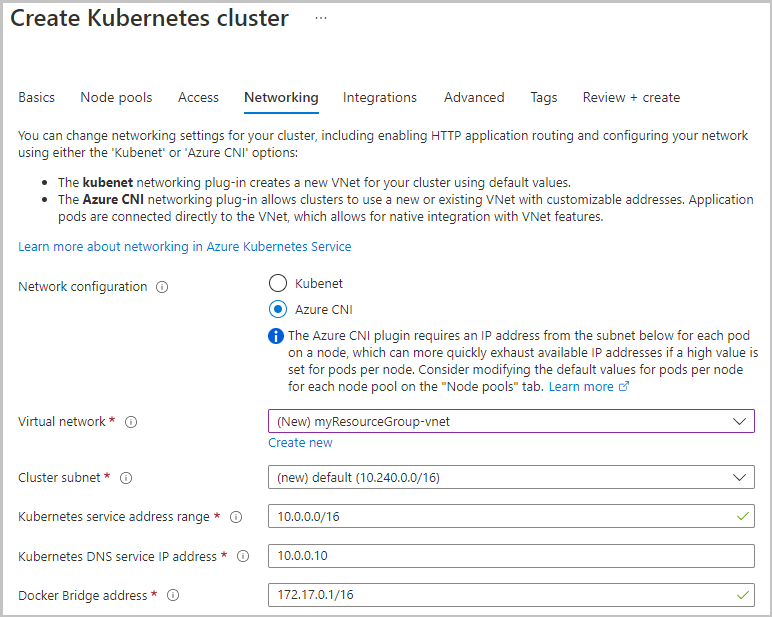 Create Kubernetes cluster ...
Basics Node pools Access Networking Integrations Advanced Tags Review + create
You can change networking settings for your cluster, including enabling HTTP application routing and configuring your network
using either the 'Kubenet' or 'Azure CNI' options:
• The kubenet networking plug-in creates a new VNet for your cluster using default values.
• The Azure CNI networking plug-in allows clusters to use a new or existing VNet with customizable addresses. Application
pods are connected directly to the VNet, which allows for native integration with VNet features.
Learn more about networking in Azure Kubernetes Service
Network configuration
Kubenet
Azure CNI
The Azure CNI plugin requires an IP address from the subnet below for each pod
on a node, which can more quickly exhaust available IP addresses if a high value is
set for pods per node. Consider modifying the default values for pods per node
for each node pool on the "Node pools" tab. Learn more
Virtual network * (New) myResourceGroup-vnet
Create new
Cluster subnet * (new) default (10.240.0.0/16)
Kubernetes service address range * 10.0.0.0/16
Kubernetes DNS service IP address * 10.0.0.10
Docker Bridge address * 172.17.0.1/16